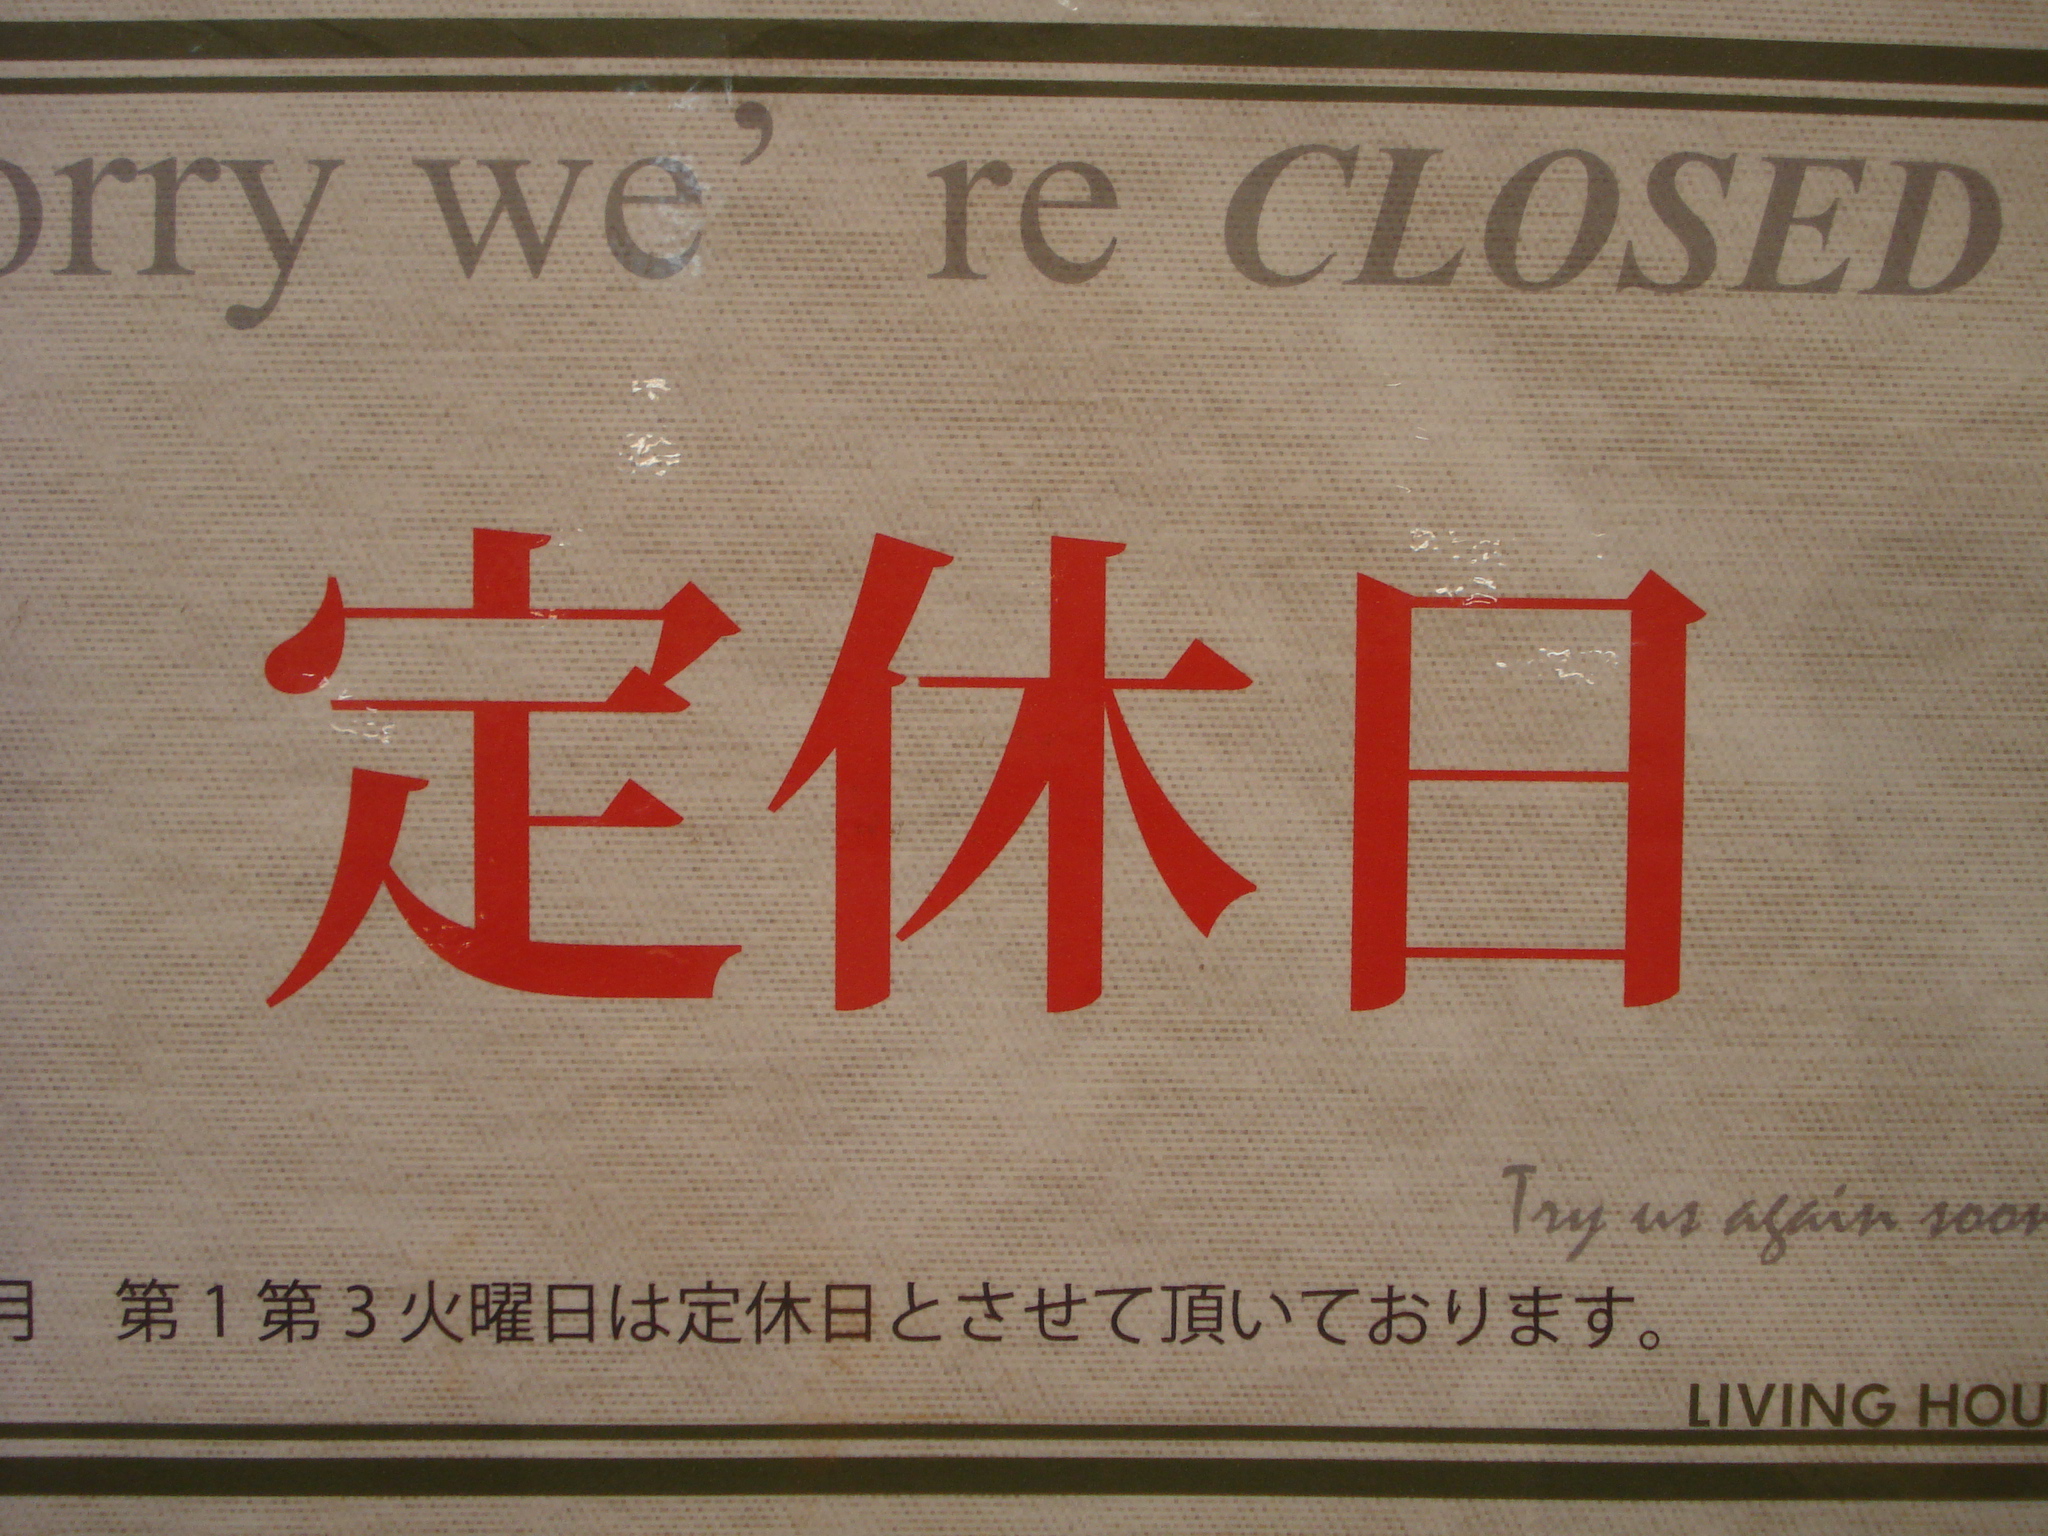 orry we’ re CLOSED
定休日
Try us again soon
月　第1第3火曜日は定休日とさせて頂いております。
LIVING HOU